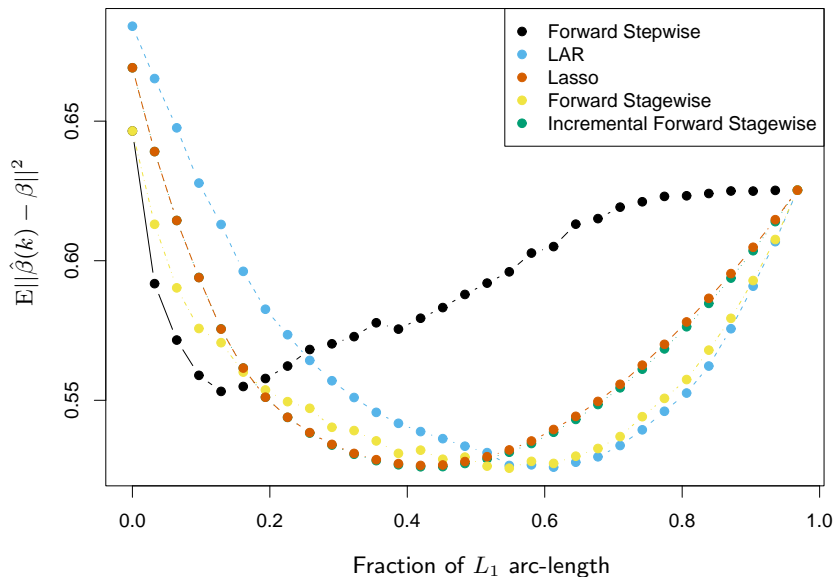 Forward Stepwise
LAR
Lasso
Forward Stagewise
Incremental Forward Stagewise
0.65
0.60
0.55
E||β̂(k) − β||²
0.0 0.2 0.4 0.6 0.8 1.0
Fraction of L₁ arc-length